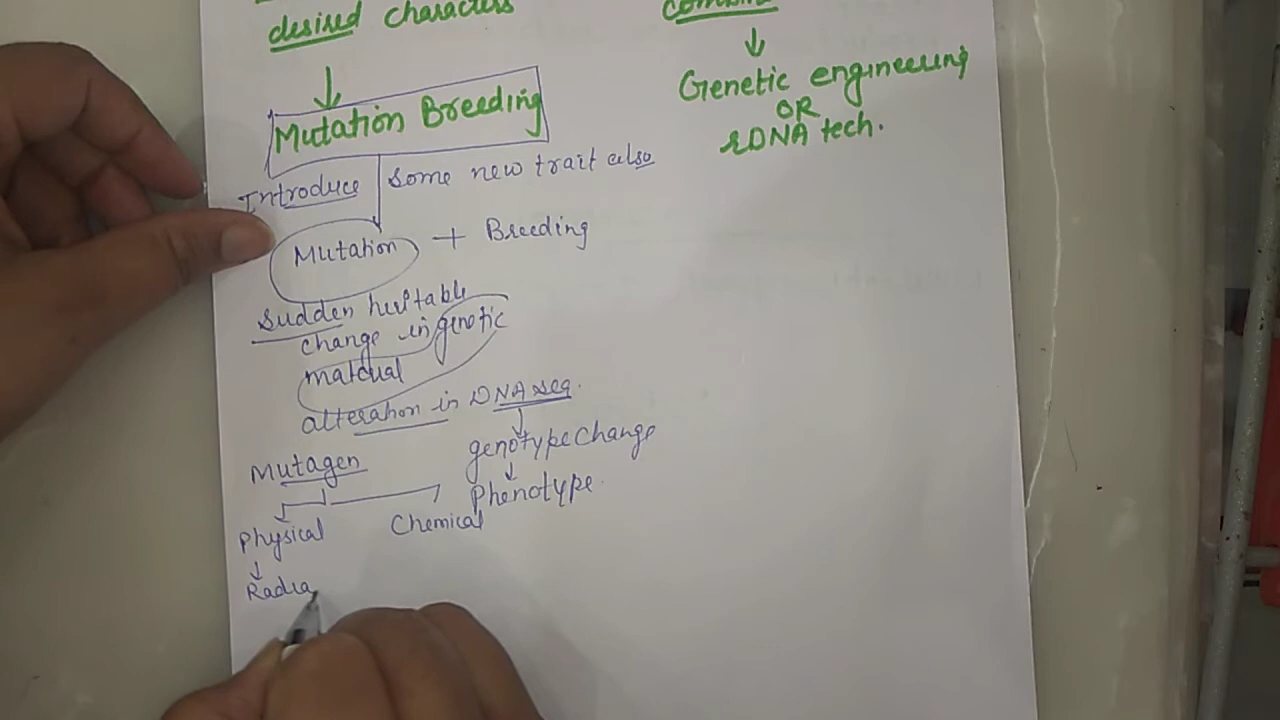 desired characters
Mutation Breeding
Introduce some new trait also
Mutation + Breeding
sudden heritable
change in genetic
material
alteration in DNA seq.
genotype change
Phenotype.
Mutagen
Physical
Chemical
Radia
combine
Genetic engineering
OR
rDNA tech.